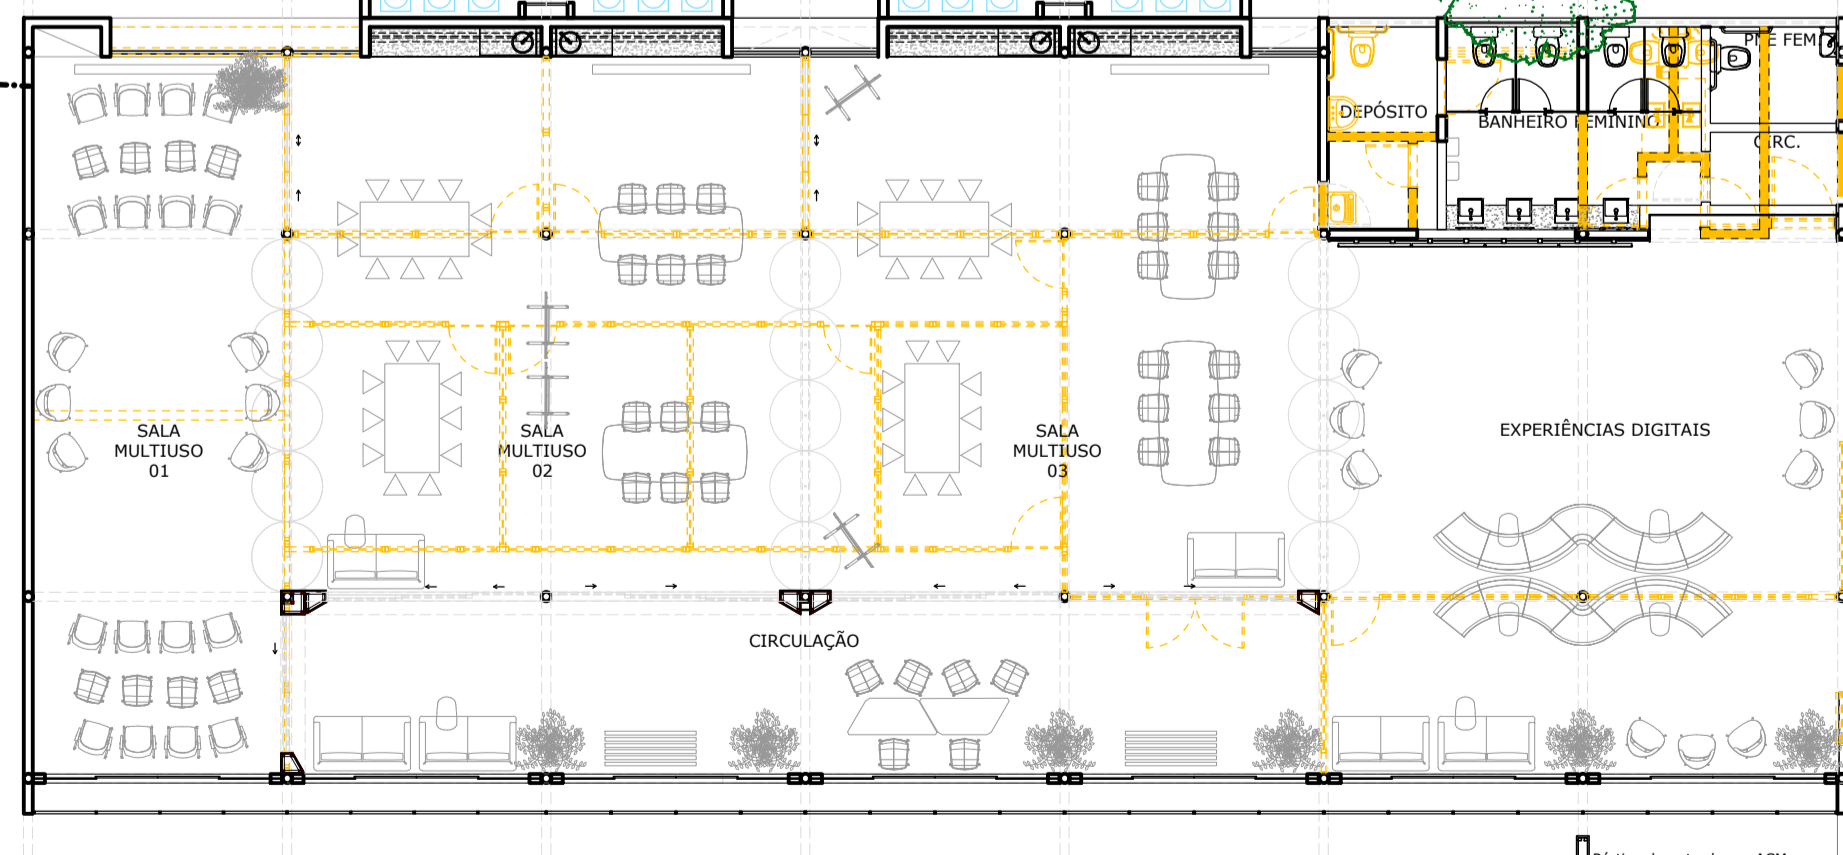 PNE FEM.
DEPÓSITO
BANHEIRO FEMININO
CIRC.
SALA
MULTIUSO
01
SALA
MULTIUSO
02
SALA
MULTIUSO
03
EXPERIÊNCIAS DIGITAIS
CIRCULAÇÃO